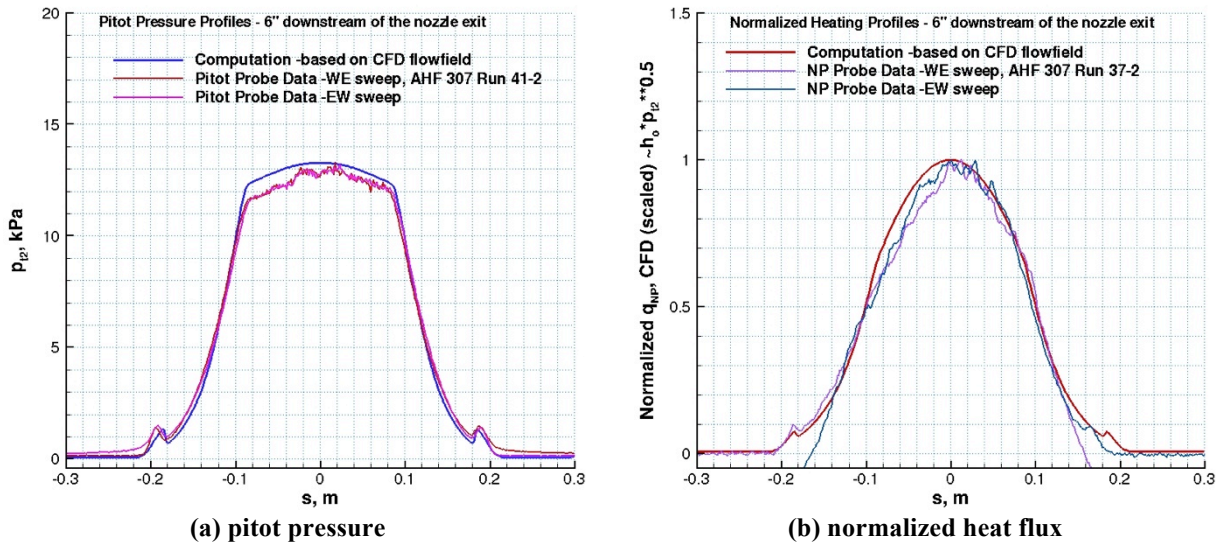 Pitot Pressure Profiles - 6" downstream of the nozzle exit
Computation -based on CFD flowfield
Pitot Probe Data -WE sweep, AHF 307 Run 41-2
Pitot Probe Data -EW sweep
20
15
10
5
0
p_t2, kPa
-0.3
-0.2
-0.1
0
0.1
0.2
0.3
s, m
(a) pitot pressure
Normalized Heating Profiles - 6" downstream of the nozzle exit
Computation -based on CFD flowfield
NP Probe Data -WE sweep, AHF 307 Run 37-2
NP Probe Data -EW sweep
1.5
1
0.5
0
Normalized q_NP, CFD (scaled) ~h_o*p_t2**0.5
-0.3
-0.2
-0.1
0
0.1
0.2
0.3
s, m
(b) normalized heat flux